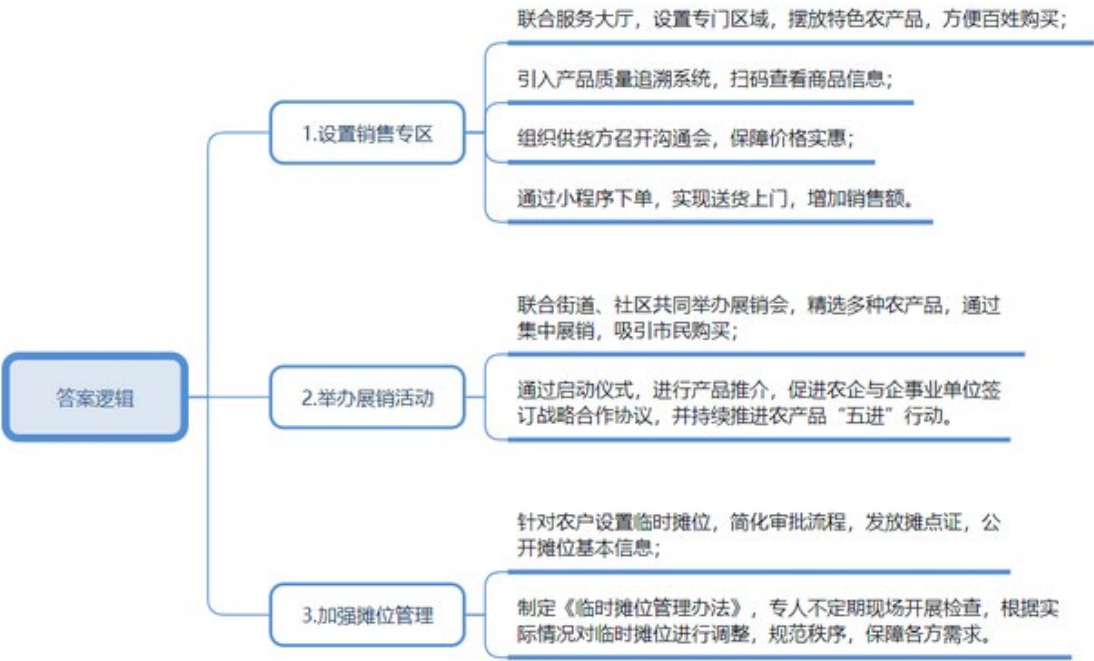 答案逻辑
1.设置销售专区
联合服务大厅，设置专门区域，摆放特色农产品，方便百姓购买；
引入产品质量追溯系统，扫码查看商品信息；
组织供货方召开沟通会，保障价格实惠；
通过小程序下单，实现送货上门，增加销售额。
2.举办展销活动
联合街道、社区共同举办展销会，精选多种农产品，通过
集中展销，吸引市民购买；
通过启动仪式，进行产品推介，促进农企与企事业单位签
订战略合作协议，并持续推进农产品“五进”行动。
3.加强摊位管理
针对农户设置临时摊位，简化审批流程，发放摊点证，公
开摊位基本信息；
制定《临时摊位管理办法》，专人不定期现场开展检查，根据实
际情况对临时摊位进行调整，规范秩序，保障各方需求。